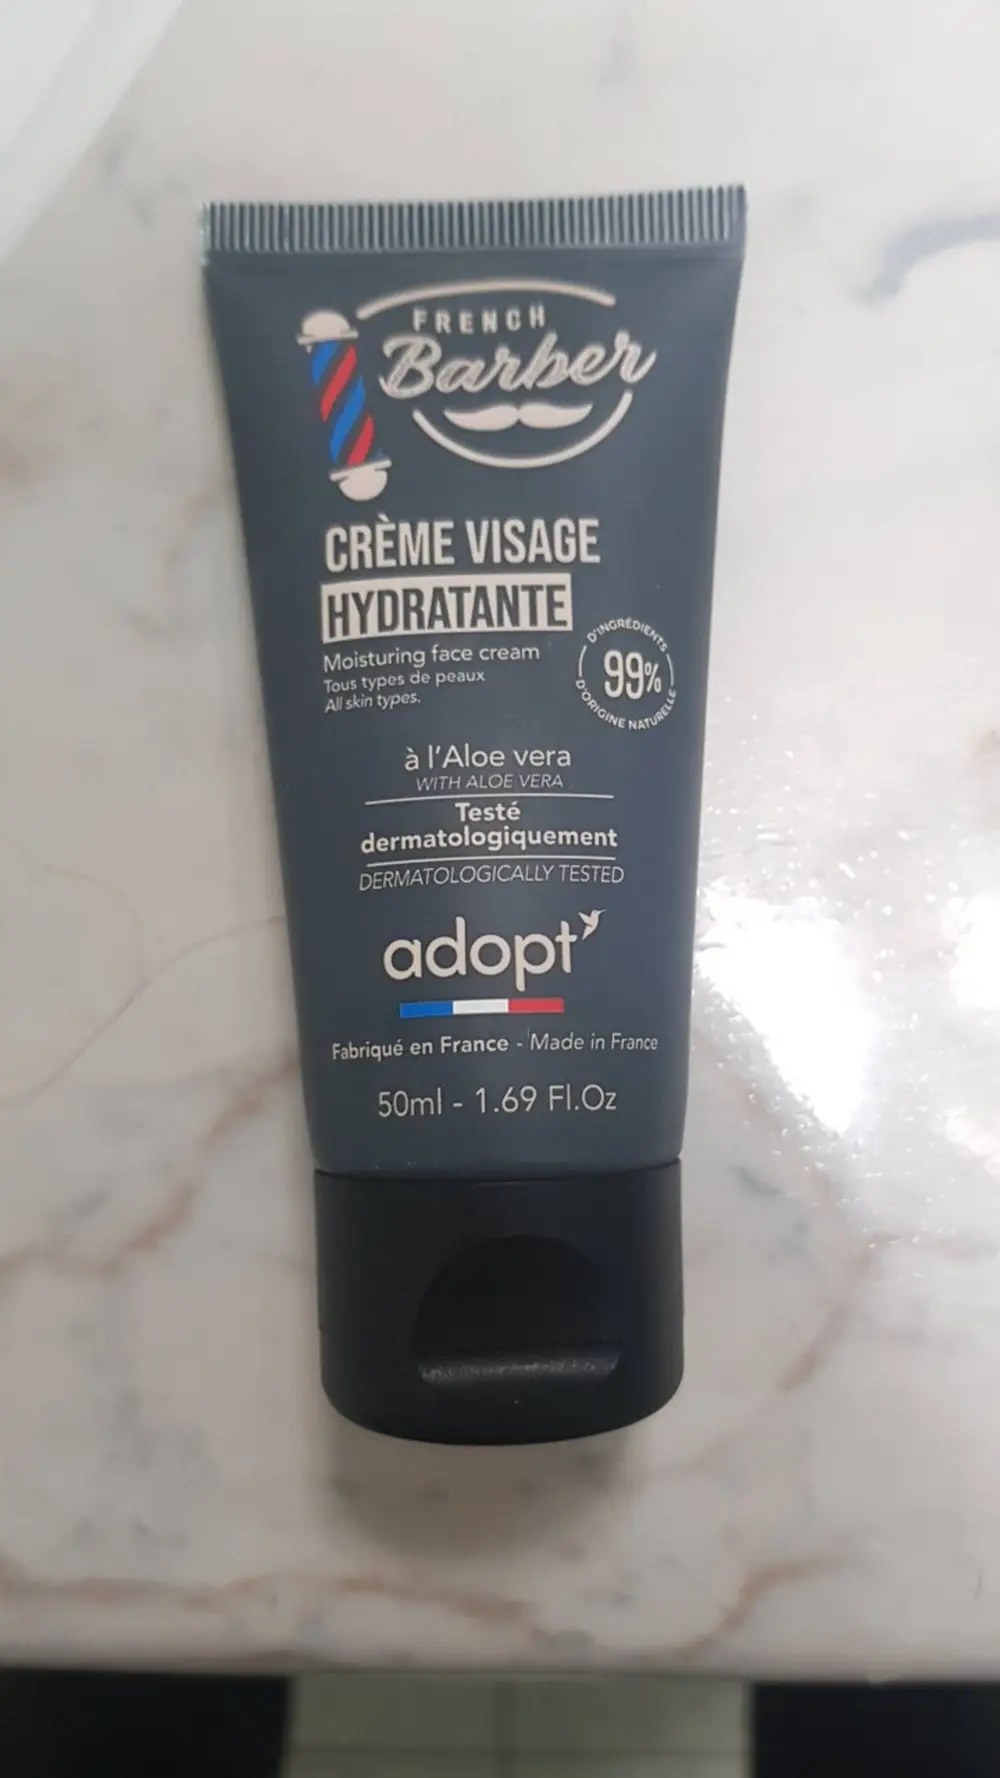 FRENCH
Barber
CRÈME VISAGE
HYDRATANTE
Moisturing face cream
Tous types de peaux
All skin types.
D'INGRÉDIENTS
99%
D'ORIGINE NATURELLE
à l'Aloe vera
WITH ALOE VERA
Testé
dermatologiquement
DERMATOLOGICALLY TESTED
adopt'
Fabriqué en France - Made in France
50ml - 1.69 Fl.Oz